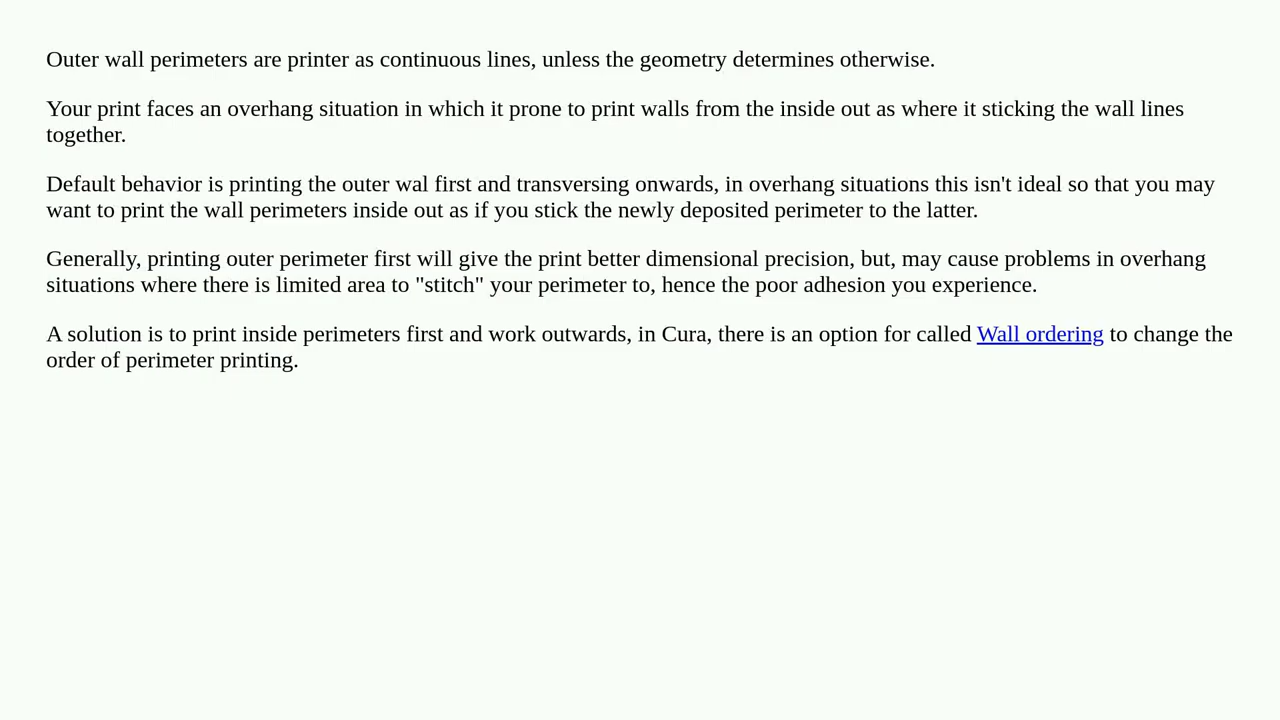 Outer wall perimeters are printer as continuous lines, unless the geometry determines otherwise.
Your print faces an overhang situation in which it prone to print walls from the inside out as where it sticking the wall lines
together.
Default behavior is printing the outer wal first and transversing onwards, in overhang situations this isn't ideal so that you may
want to print the wall perimeters inside out as if you stick the newly deposited perimeter to the latter.
Generally, printing outer perimeter first will give the print better dimensional precision, but, may cause problems in overhang
situations where there is limited area to "stitch" your perimeter to, hence the poor adhesion you experience.
A solution is to print inside perimeters first and work outwards, in Cura, there is an option for called Wall ordering to change the
order of perimeter printing.